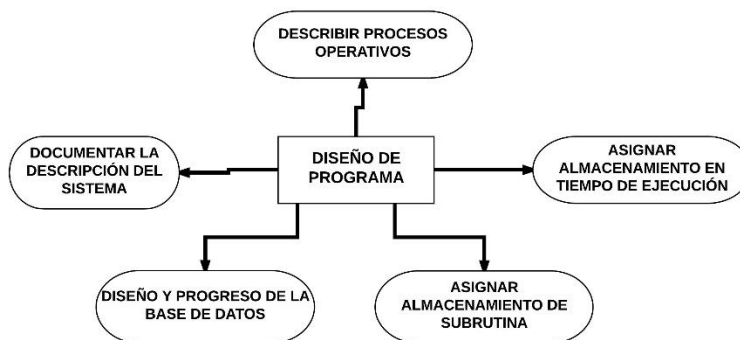 DESCRIBIR PROCESOS
OPERATIVOS
DOCUMENTAR LA
DESCRIPCIÓN DEL
SISTEMA
DISEÑO DE
PROGRAMA
ASIGNAR
ALMACENAMIENTO EN
TIEMPO DE EJECUCIÓN
DISEÑO Y PROGRESO DE LA
BASE DE DATOS
ASIGNAR
ALMACENAMIENTO DE
SUBRUTINA